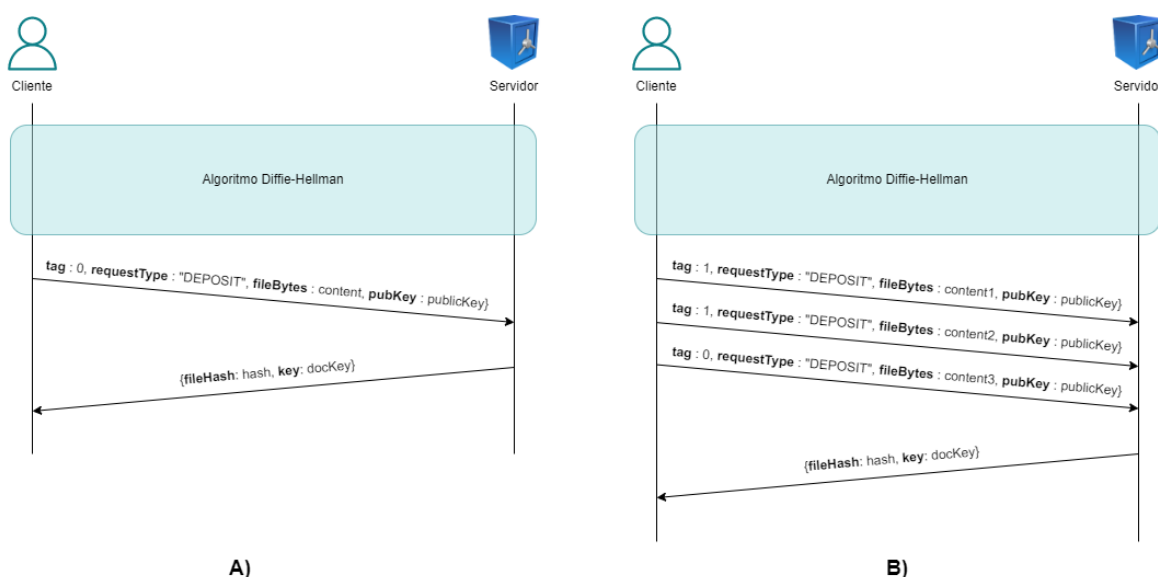 Cliente
Servidor
Algoritmo Diffie-Hellman
tag : 0, requestType : "DEPOSIT", fileBytes : content, pubKey : publicKey}
{fileHash: hash, key: docKey}
A)
Cliente
Servido
Algoritmo Diffie-Hellman
tag : 1, requestType : "DEPOSIT", fileBytes : content1, pubKey : publicKey}
tag : 1, requestType : "DEPOSIT", fileBytes : content2, pubKey : publicKey}
tag : 0, requestType : "DEPOSIT", fileBytes : content3, pubKey : publicKey}
{fileHash: hash, key: docKey}
B)